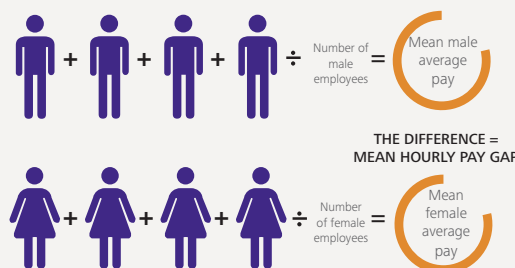 + + + ÷ Number of
male
employees = Mean male
average
pay
THE DIFFERENCE =
MEAN HOURLY PAY GAP
+ + + ÷ Number
of female
employees = Mean
female
average
pay